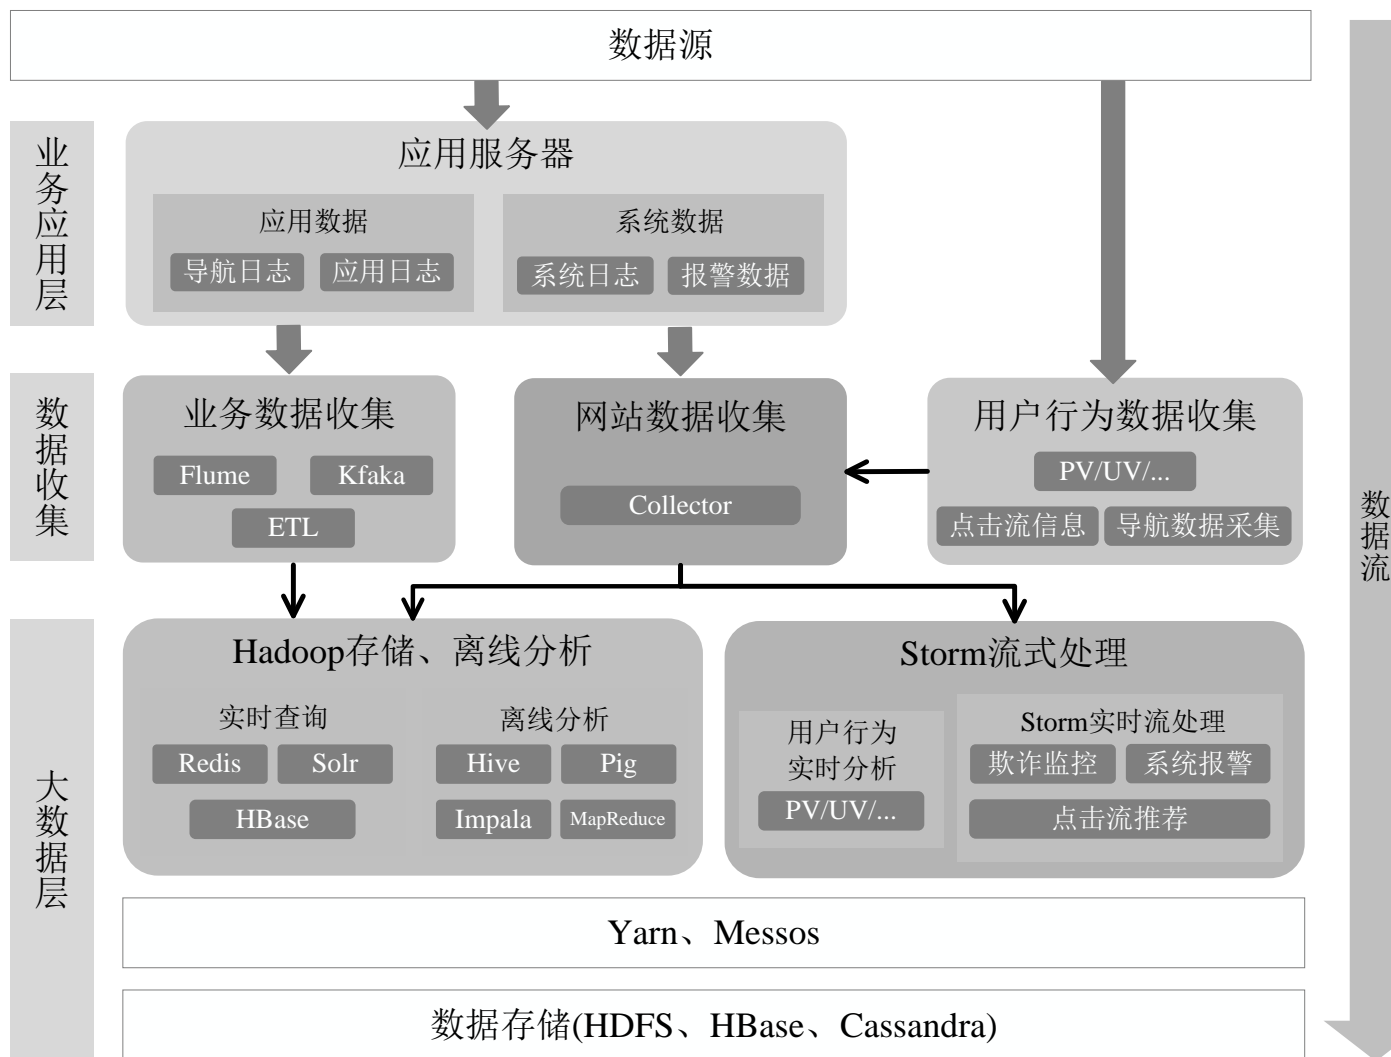 数据源
业务应用层
应用服务器
应用数据
导航日志
应用日志
系统数据
系统日志
报警数据
数据收集
业务数据收集
Flume
Kfaka
ETL
网站数据收集
Collector
用户行为数据收集
PV/UV/...
点击流信息
导航数据采集
数据流
大数据层
Hadoop存储、离线分析
实时查询
Redis
Solr
HBase
离线分析
Hive
Pig
Impala
MapReduce
Storm流式处理
用户行为
实时分析
PV/UV/...
Storm实时流处理
欺诈监控
系统报警
点击流推荐
Yarn、Messos
数据存储(HDFS、HBase、Cassandra)